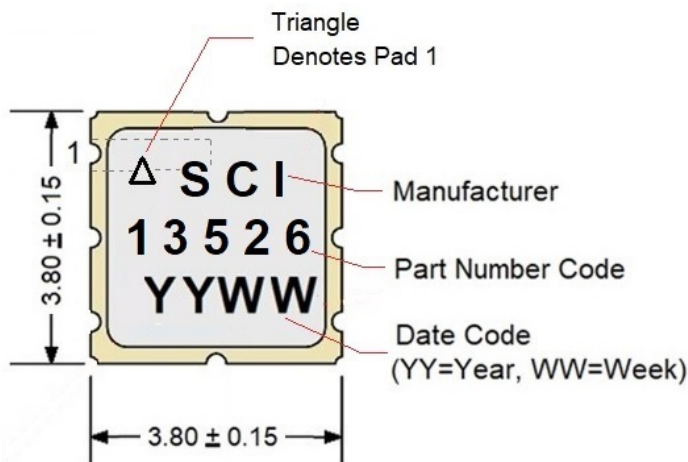 Triangle
Denotes Pad 1
1
△ S C I
Manufacturer
1 3 5 2 6
Part Number Code
YYWW
Date Code
(YY=Year, WW=Week)
3.80 ± 0.15
3.80 ± 0.15